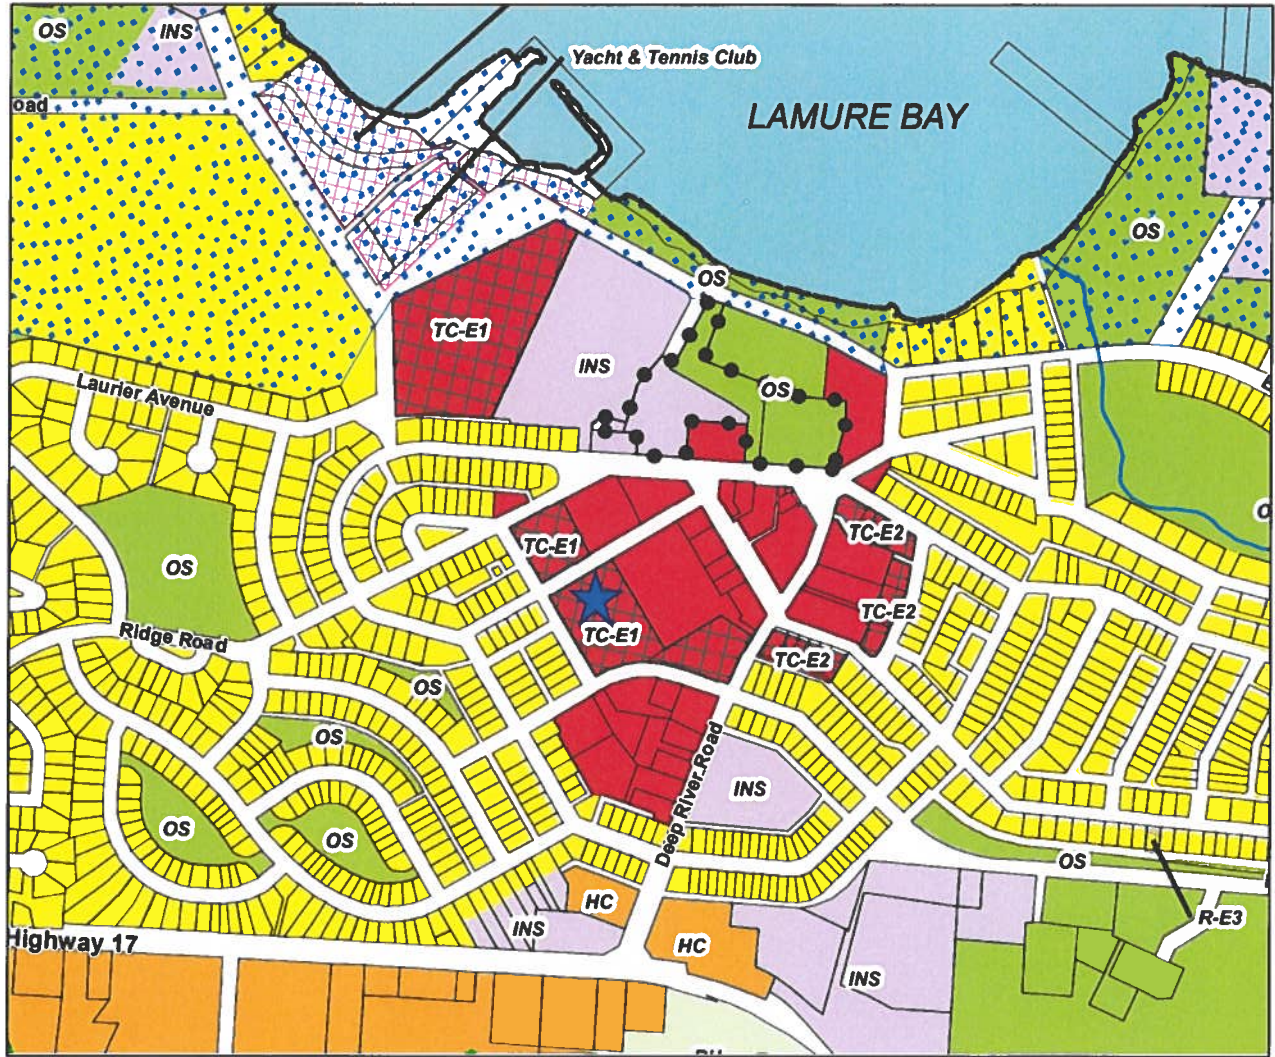 OS
INS
Yacht & Tennis Club
oad
LAMURE BAY
OS
OS
TC-E1
INS
OS
Laurier Avenue
TC-E1
TC-E2
OS
TC-E1
TC-E2
Ridge Road
TC-E2
OS
OS
Deep River Road
INS
OS
OS
OS
HC
R-E3
INS
Highway 17
HC
INS